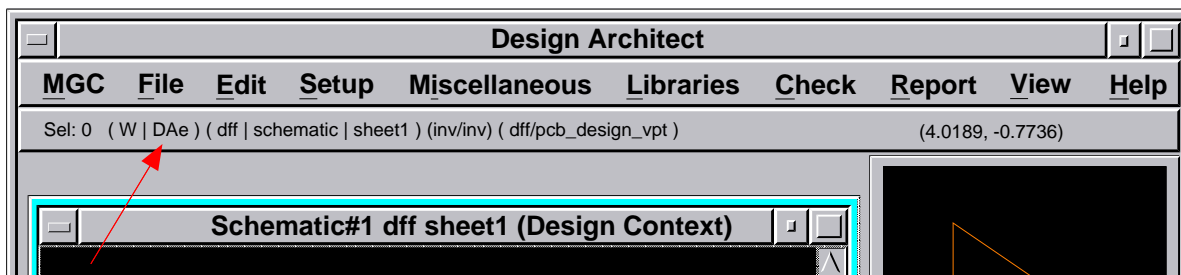 Design Architect
MGC File Edit Setup Miscellaneous Libraries Check Report View Help
Sel: 0 ( W | DAe ) ( dff | schematic | sheet1 ) (inv/inv) ( dff/pcb_design_vpt ) (4.0189, -0.7736)
Schematic#1 dff sheet1 (Design Context)